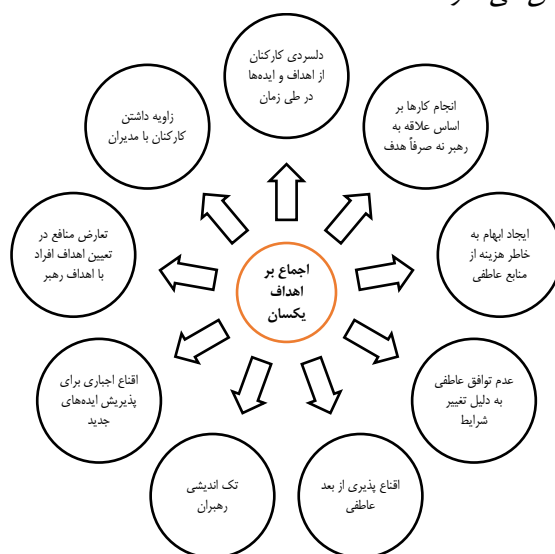 دلسردی کارکنان
از اهداف و ایده‌ها
در طی زمان
انجام کارها بر
اساس علاقه به
رهبر نه صرفاً هدف
ایجاد ابهام به
خاطر هزینه از
منابع عاطفی
عدم توافق عاطفی
به دلیل تغییر
شرایط
اقناع پذیری از بعد
عاطفی
تک اندیشی
رهبران
اقناع اجباری برای
پذیریش ایده‌های
جدید
تعارض منافع در
تعیین اهداف افراد
با اهداف رهبر
زاویه داشتن
کارکنان با مدیران
اجماع بر
اهداف
یکسان